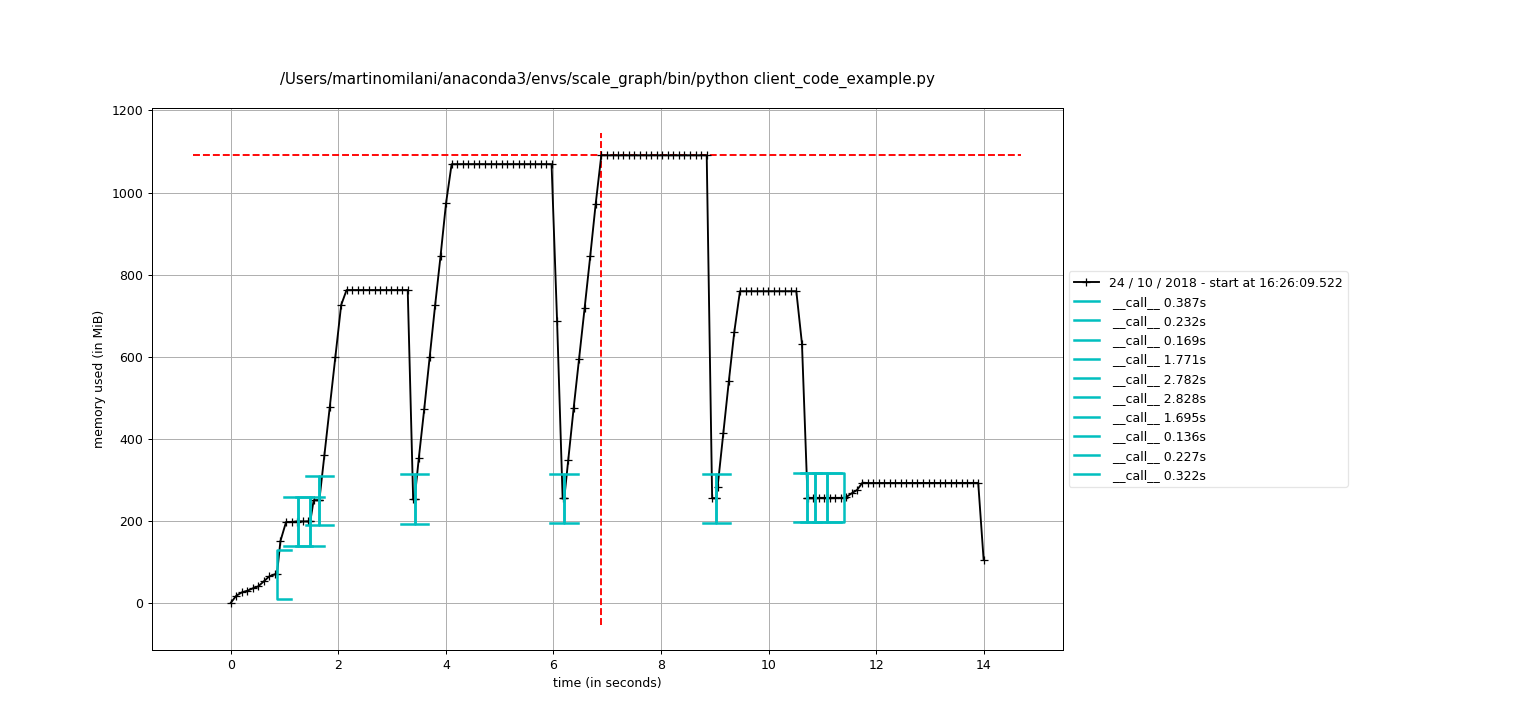 /Users/martinomilani/anaconda3/envs/scale_graph/bin/python client_code_example.py
1200
1000
800
600
400
200
0
memory used (in MiB)
0 2 4 6 8 10 12 14
time (in seconds)
24 / 10 / 2018 - start at 16:26:09.522
__call__ 0.387s
__call__ 0.232s
__call__ 0.169s
__call__ 1.771s
__call__ 2.782s
__call__ 2.828s
__call__ 1.695s
__call__ 0.136s
__call__ 0.227s
__call__ 0.322s